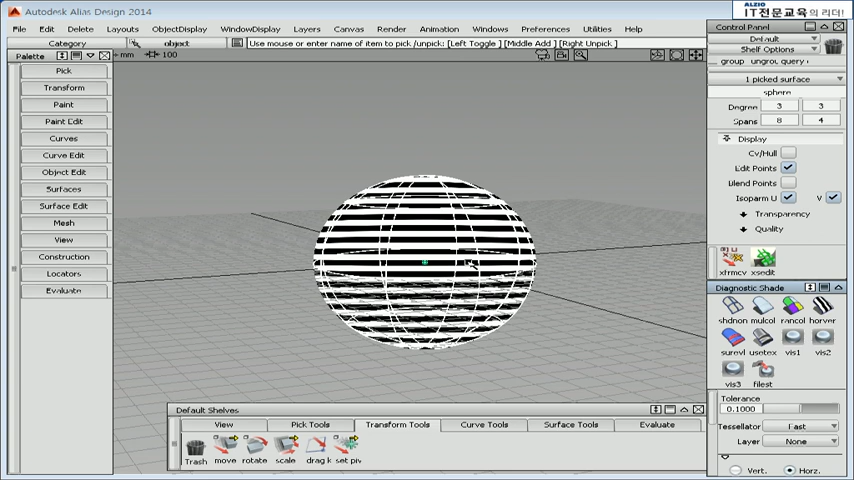 Autodesk Alias Design 2014
ALZIO
IT전문교육의 리더!
File Edit Delete Layouts ObjectDisplay WindowDisplay Layers Canvas Render Animation Windows Preferences Utilities Help
Category object Use mouse or enter name of item to pick /unpick: [Left Toggle ] [Middle Add ] [Right Unpick ]
Palette mm 100
Pick
Transform
Paint
Paint Edit
Curves
Curve Edit
Object Edit
Surfaces
Surface Edit
Mesh
View
Construction
Locators
Evaluate
Control Panel
Default
Shelf Options
group ungrou query
1 picked surface
sphere
Degree 3 3
Spans 8 4
Display
Cv/Hull
Edit Points
Blend Points
Isoparm U V
Transparency
Quality
xfrmcv xsedit
Diagnostic Shade
shdnon mulcol rancol horver
surevl usetex vis1 vis2
vis3 filest
Tolerance
0.1000
Tessellator Fast
Layer None
Vert. Horz.
Default Shelves
View Pick Tools Transform Tools Curve Tools Surface Tools Evaluate
Trash move rotate scale drag k set piv